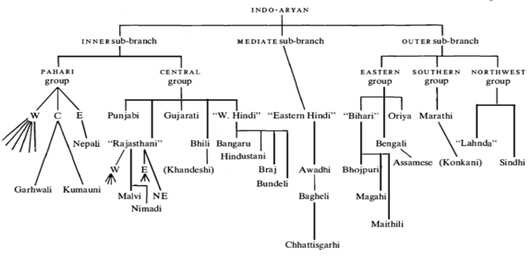 INDO-ARYAN
INNER sub-branch MEDIATE sub-branch OUTER sub-branch
PAHARI group CENTRAL group EASTERN group SOUTHERN group NORTHWEST group
W C E Punjabi Gujarati "W. Hindi" "Eastern Hindi" "Bihari" Oriya Marathi
Nepali "Rajasthani" Bhili Bangaru Bengali "Lahnda"
Hindustani Assamese (Konkani) Sindhi
W E (Khandeshi) Braj Awadhi Bhojpuri
Bundeli
Garhwali Kumauni Malvi NE Bagheli Magahi
Nimadi
Maithili
Chhattisgarhi